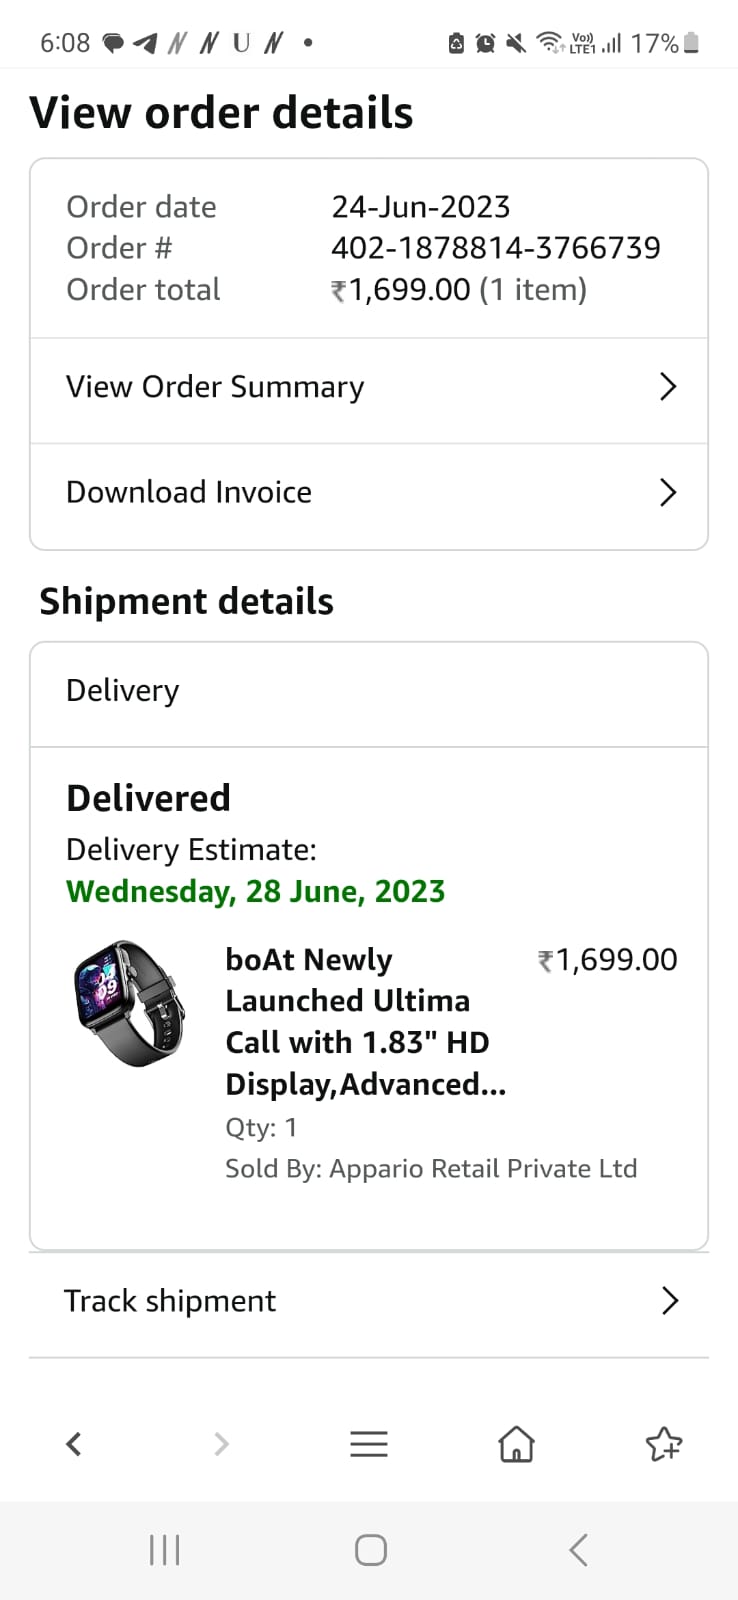 6:08 N N U N • Vo)) LTE1 17%
View order details
Order date 24-Jun-2023
Order # 402-1878814-3766739
Order total ₹1,699.00 (1 item)
View Order Summary
Download Invoice
Shipment details
Delivery
Delivered
Delivery Estimate:
Wednesday, 28 June, 2023
boAt Newly ₹1,699.00
Launched Ultima
Call with 1.83" HD
Display,Advanced...
Qty: 1
Sold By: Appario Retail Private Ltd
Track shipment